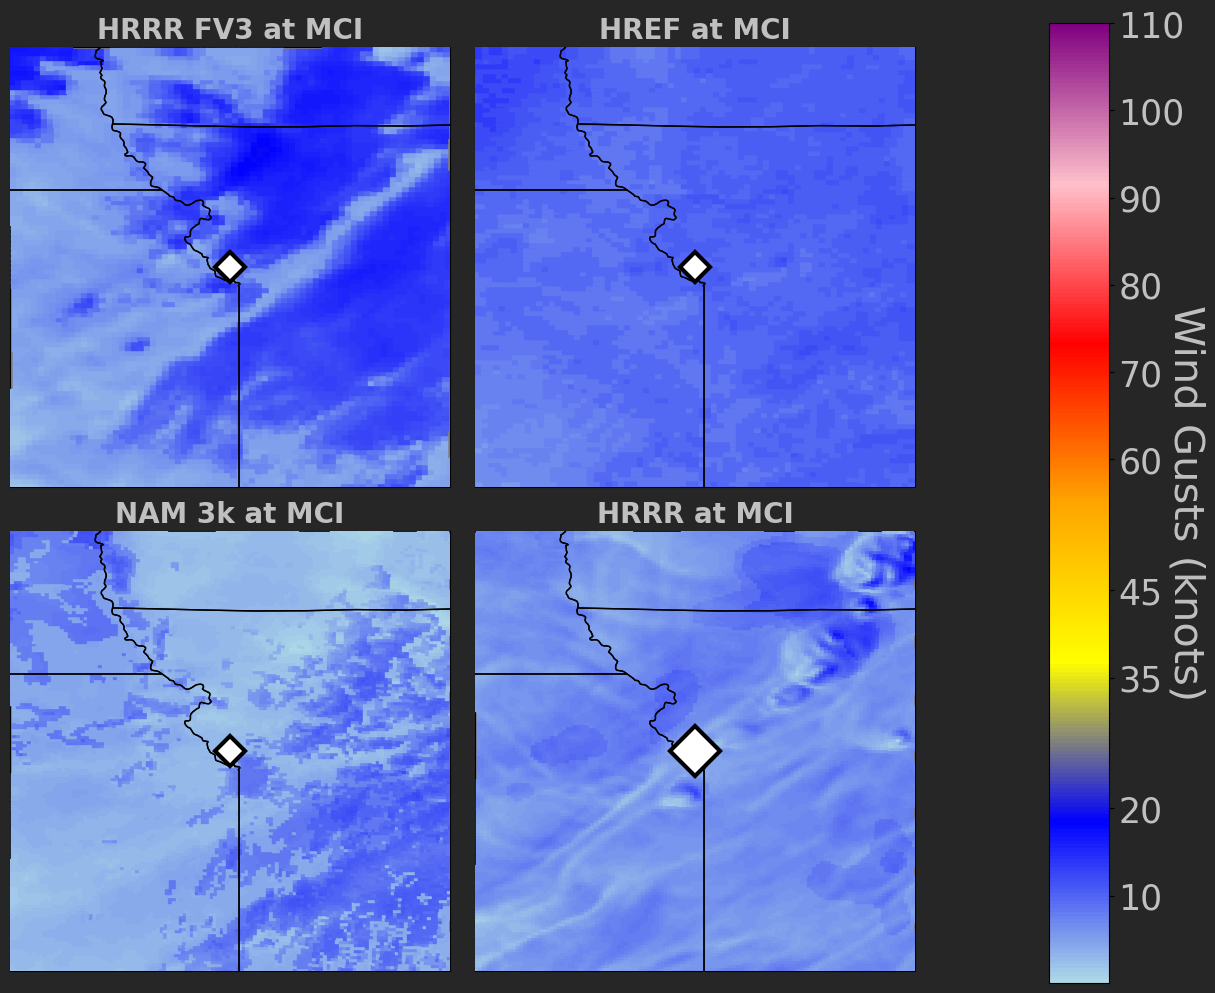 HRRR FV3 at MCI
HREF at MCI
NAM 3k at MCI
HRRR at MCI
110
100
90
80
70
60
45
35
20
10
Wind Gusts (knots)